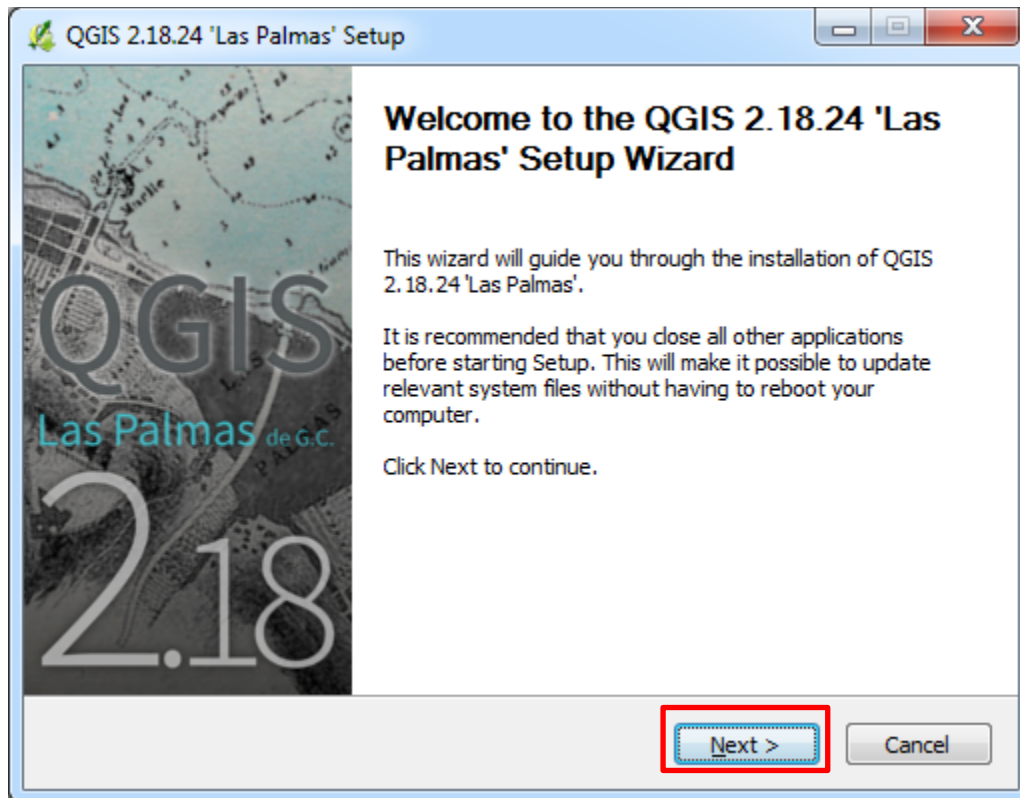 QGIS 2.18.24 'Las Palmas' Setup
Welcome to the QGIS 2.18.24 'Las
Palmas' Setup Wizard
This wizard will guide you through the installation of QGIS
2.18.24 'Las Palmas'.
It is recommended that you close all other applications
before starting Setup. This will make it possible to update
relevant system files without having to reboot your
computer.
Click Next to continue.
QGIS
Las Palmas de G.C.
2.18
Next >
Cancel